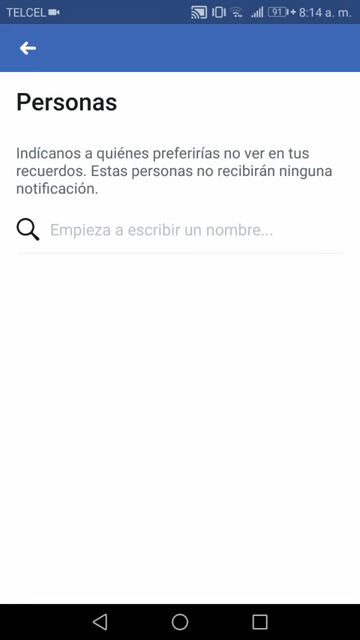 TELCEL 91 8:14 a. m.
Personas
Indícanos a quiénes preferirías no ver en tus
recuerdos. Estas personas no recibirán ninguna
notificación.
Empieza a escribir un nombre...